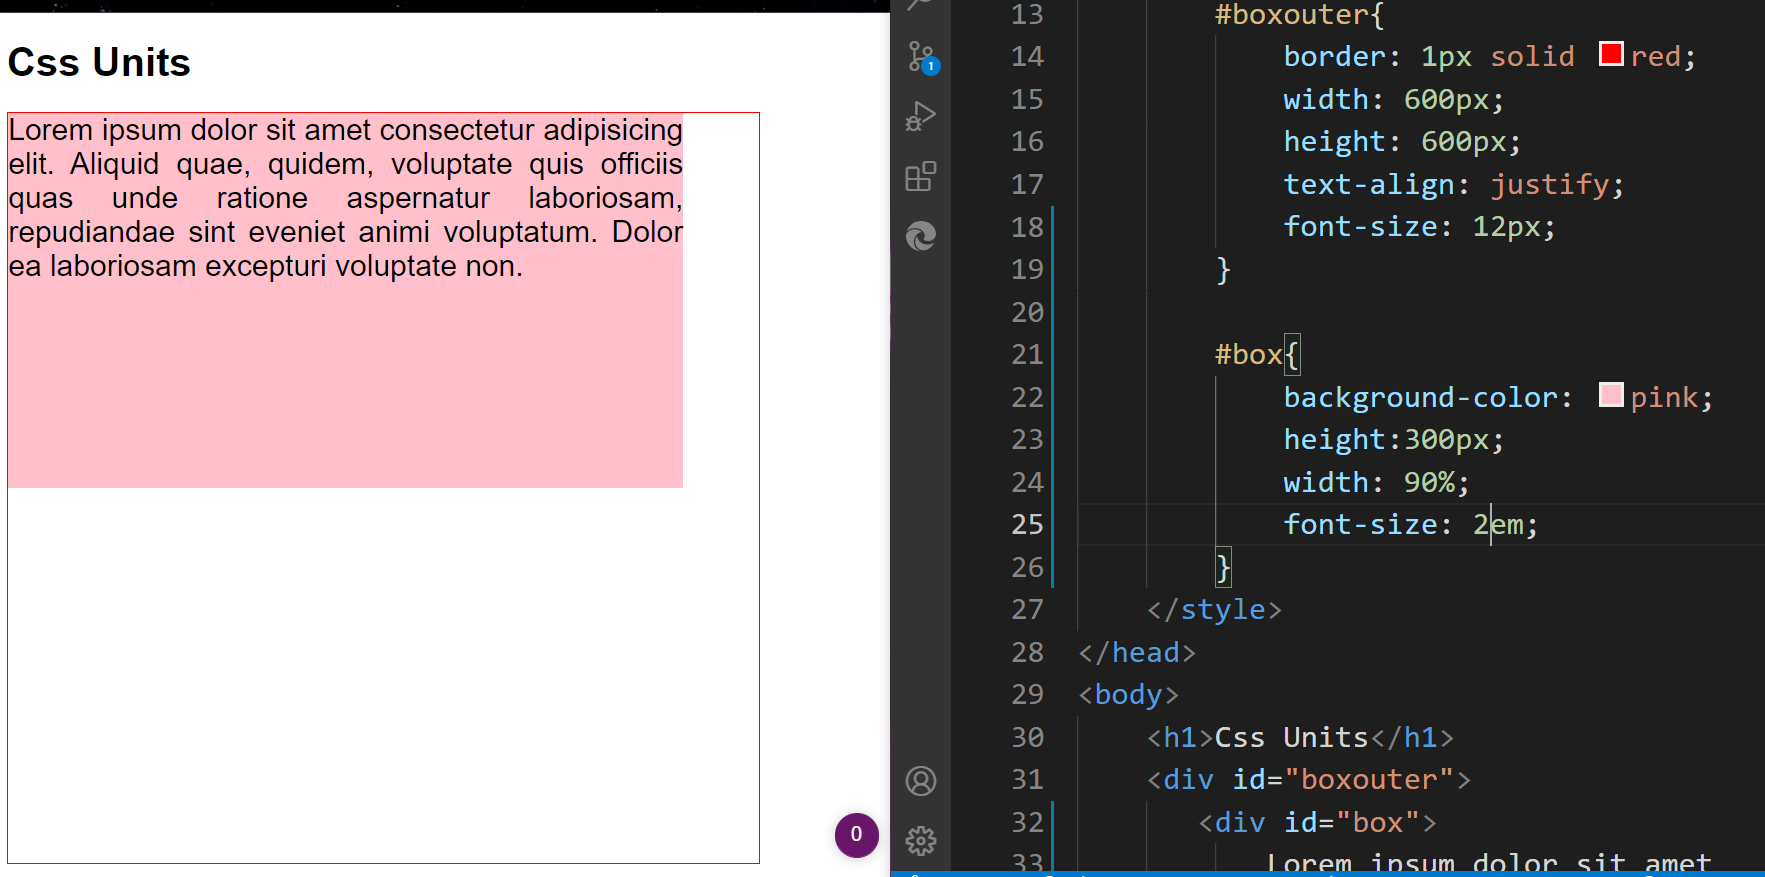 Css Units
Lorem ipsum dolor sit amet consectetur adipisicing
elit. Aliquid quae, quidem, voluptate quis officiis
quas unde ratione aspernatur laboriosam,
repudiandae sint eveniet animi voluptatum. Dolor
ea laboriosam excepturi voluptate non.
0
1
13 #boxouter{
14 border: 1px solid red;
15 width: 600px;
16 height: 600px;
17 text-align: justify;
18 font-size: 12px;
19 }
20
21 #box{
22 background-color: pink;
23 height:300px;
24 width: 90%;
25 font-size: 2em;
26 }
27 </style>
28 </head>
29 <body>
30 <h1>Css Units</h1>
31 <div id="boxouter">
32 <div id="box">
33 Lorem ipsum dolor sit amet